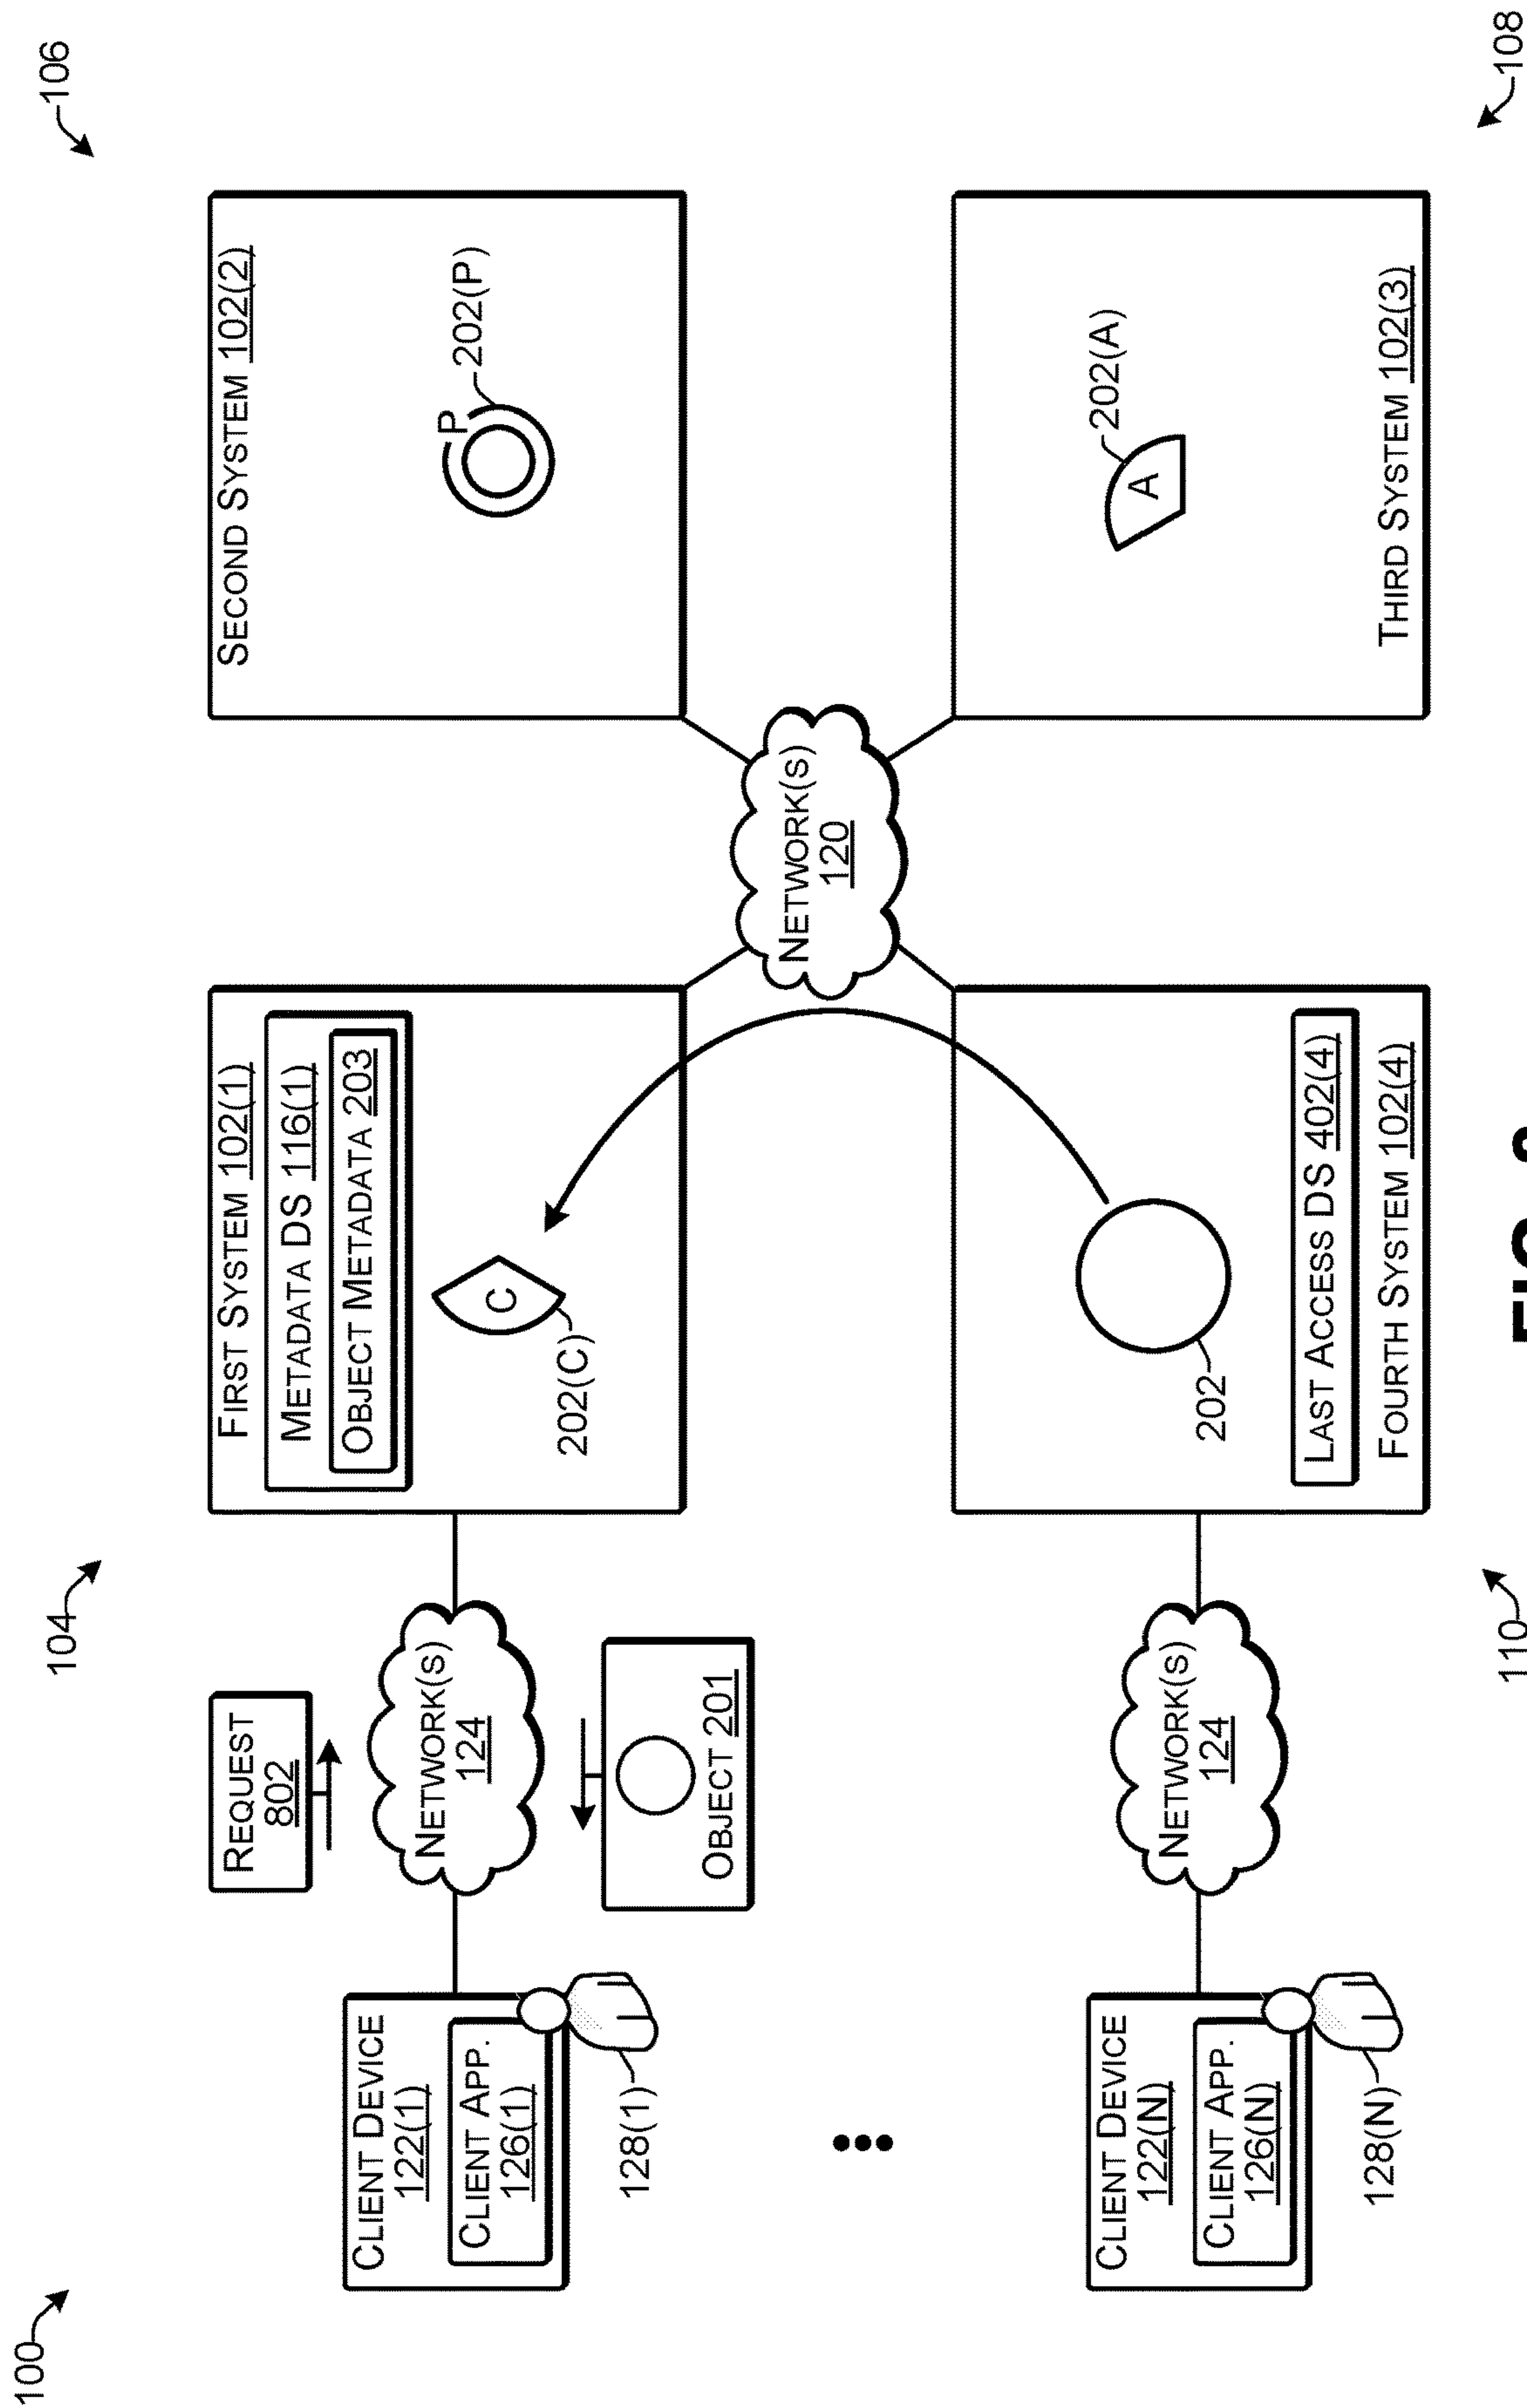 100
104
106
REQUEST
802
FIRST SYSTEM 102(1)
METADATA DS 116(1)
OBJECT METADATA 203
C
202(C)
SECOND SYSTEM 102(2)
P
202(P)
CLIENT DEVICE
122(1)
CLIENT APP.
126(1)
128(1)
NETWORK(S)
124
OBJECT 201
NETWORK(S)
120
CLIENT DEVICE
122(N)
CLIENT APP.
126(N)
128(N)
NETWORK(S)
124
202
LAST ACCESS DS 402(4)
FOURTH SYSTEM 102(4)
202(A)
A
THIRD SYSTEM 102(3)
110
108